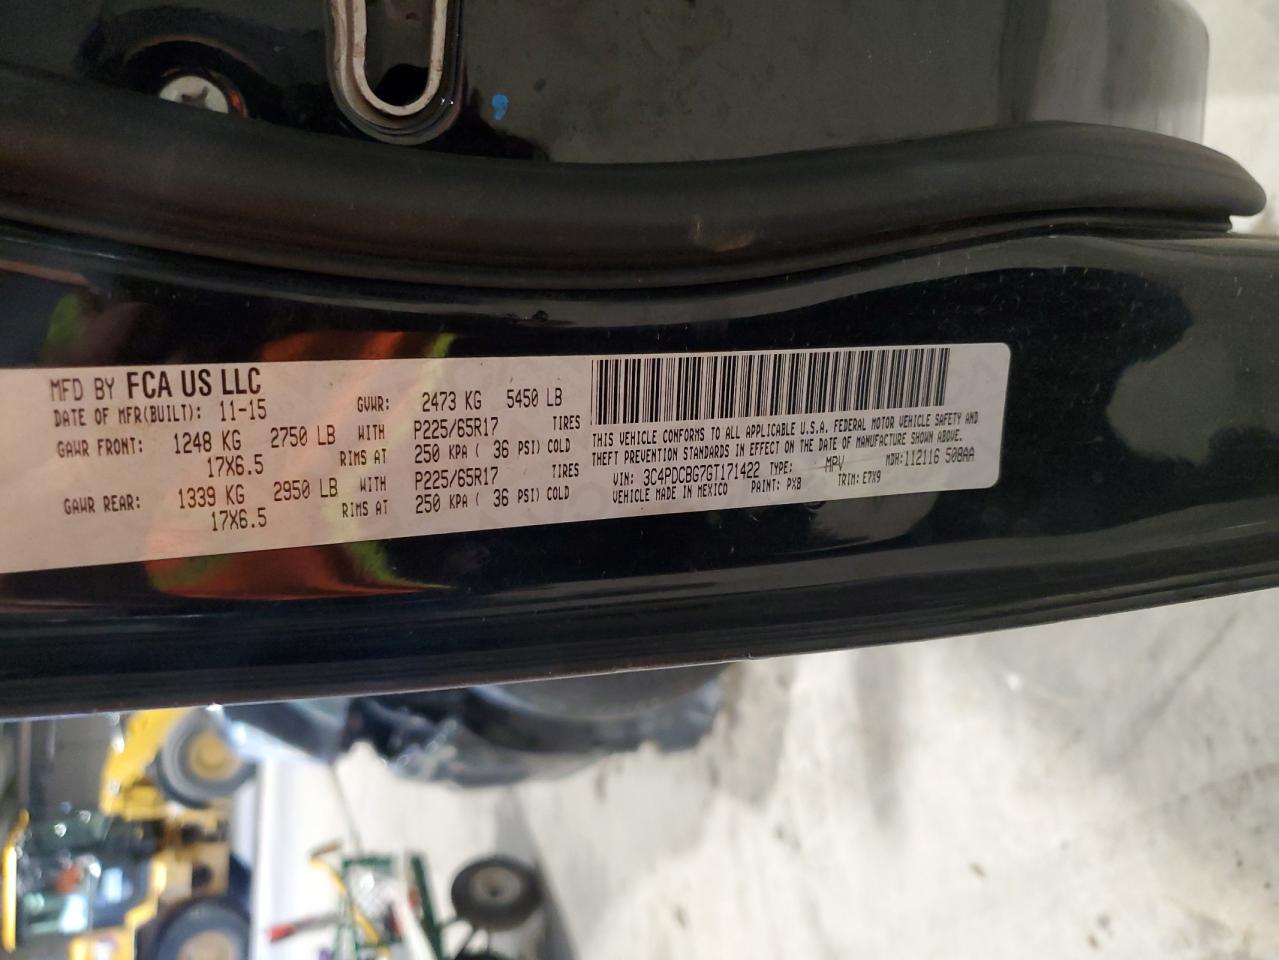 MFD BY FCA US LLC
DATE OF MFR(BUILT): 11-15 GVWR: 2473 KG 5450 LB
GAWR FRONT: 1248 KG 2750 LB WITH P225/65R17 TIRES
17X6.5 RIMS AT 250 KPA ( 36 PSI) COLD
GAWR REAR: 1339 KG 2950 LB WITH P225/65R17 TIRES
17X6.5 RIMS AT 250 KPA ( 36 PSI) COLD
THIS VEHICLE CONFORMS TO ALL APPLICABLE U.S.A. FEDERAL MOTOR VEHICLE SAFETY AND
THEFT PREVENTION STANDARDS IN EFFECT ON THE DATE OF MANUFACTURE SHOWN ABOVE.
VIN: 3C4PDCBG7GT171422 TYPE: MPV MDH: 112116 508AA
VEHICLE MADE IN MEXICO PAINT: PX8 TRIM: E7X9